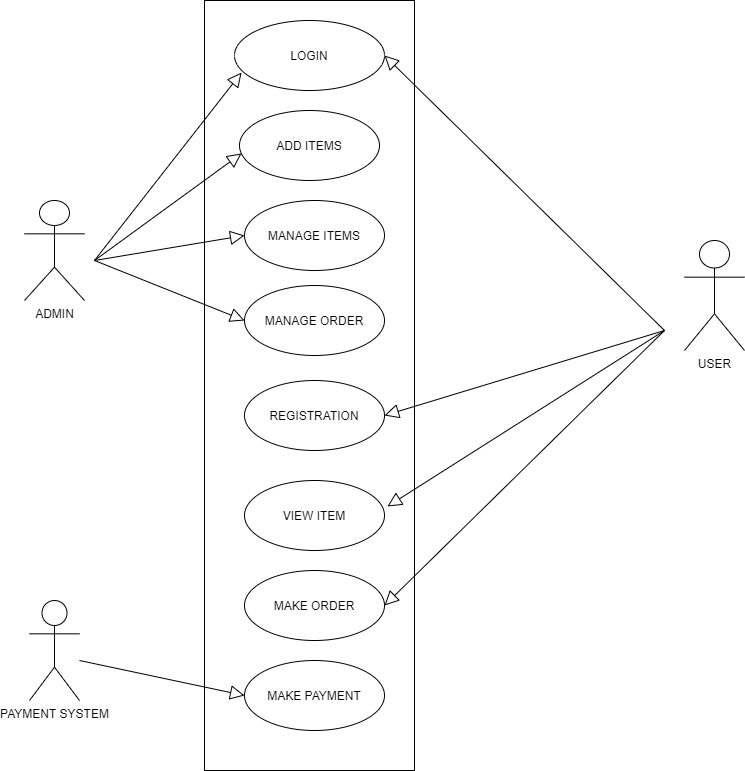 LOGIN
ADD ITEMS
MANAGE ITEMS
MANAGE ORDER
ADMIN
USER
REGISTRATION
VIEW ITEM
MAKE ORDER
MAKE PAYMENT
PAYMENT SYSTEM